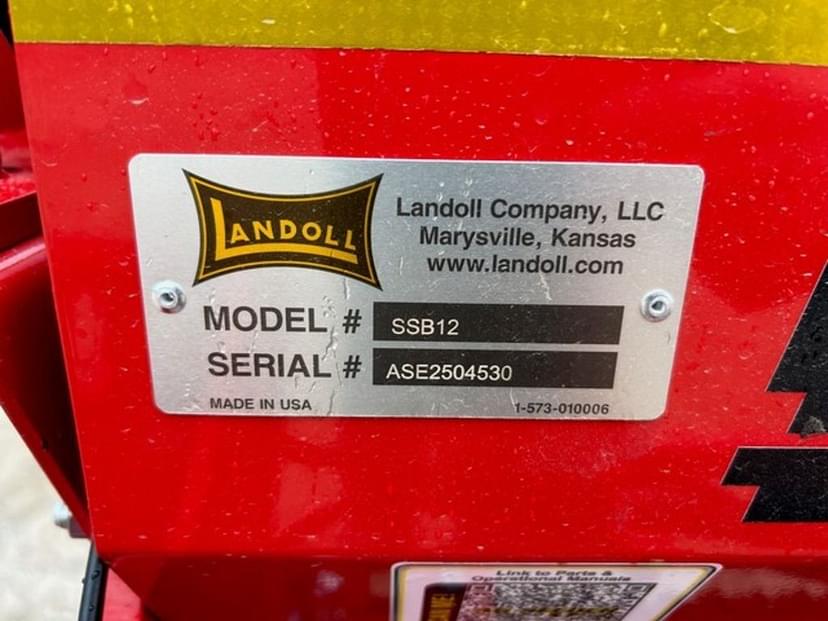 LANDOLL
Landoll Company, LLC
Marysville, Kansas
www.landoll.com
MODEL # SSB12
SERIAL # ASE2504530
MADE IN USA 1-573-010006
Link to Parts &
Operational Manuals